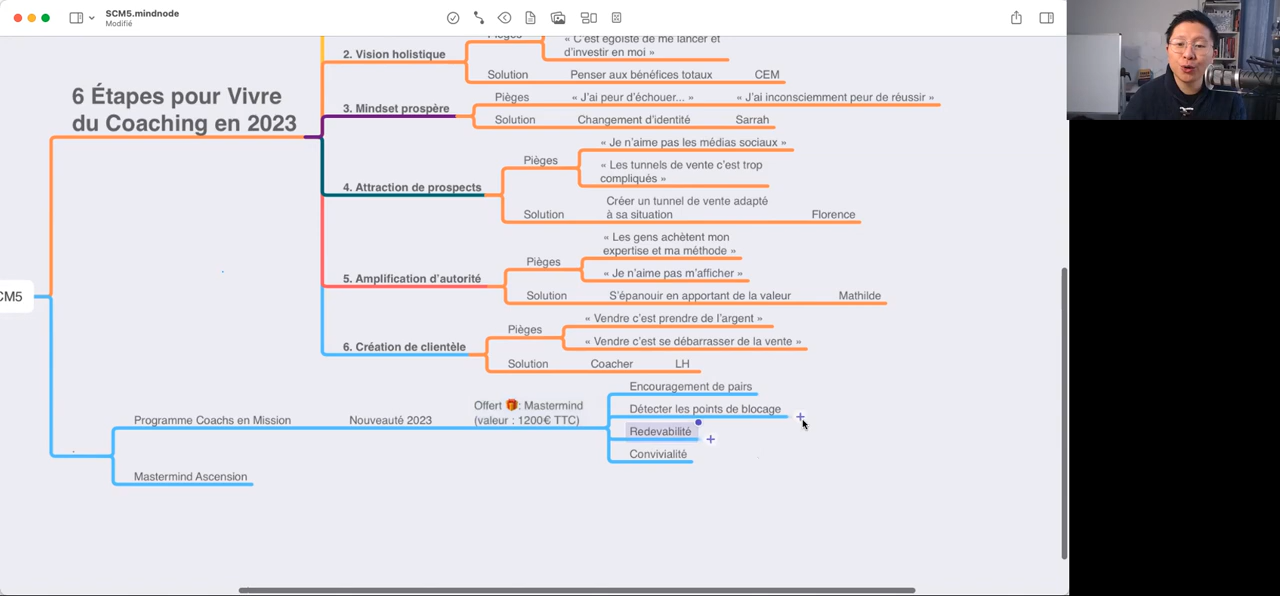 SCM5.mindnode
Modifié
6 Étapes pour Vivre
du Coaching en 2023
2. Vision holistique
Pièges
« C'est égoïste de me lancer et
d'investir en moi »
Solution
Penser aux bénéfices totaux
CEM
3. Mindset prospère
Pièges
« J'ai peur d'échouer... »
« J'ai inconsciemment peur de réussir »
Solution
Changement d'identité
Sarrah
4. Attraction de prospects
Pièges
« Je n'aime pas les médias sociaux »
« Les tunnels de vente c'est trop
compliqués »
Solution
Créer un tunnel de vente adapté
à sa situation
Florence
5. Amplification d'autorité
Pièges
« Les gens achètent mon
expertise et ma méthode »
« Je n'aime pas m'afficher »
Solution
S'épanouir en apportant de la valeur
Mathilde
6. Création de clientèle
Pièges
« Vendre c'est prendre de l'argent »
« Vendre c'est se débarrasser de la vente »
Solution
Coacher
LH
CM5
Programme Coachs en Mission
Nouveauté 2023
Offert 🎁: Mastermind
(valeur : 1200€ TTC)
Encouragement de pairs
Détecter les points de blocage
Redevabilité
Convivialité
Mastermind Ascension